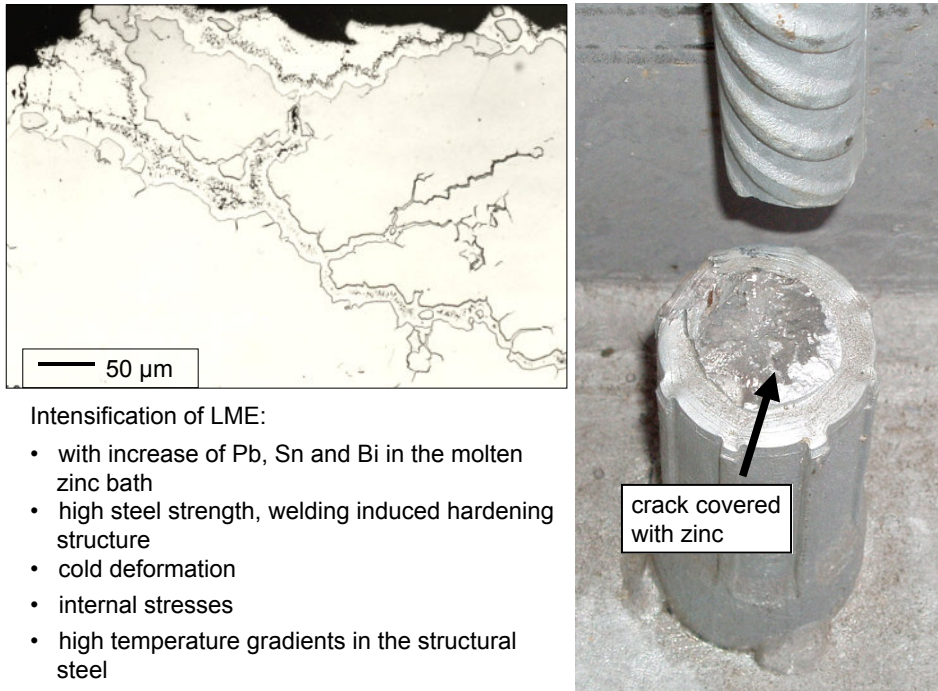 50 µm
Intensification of LME:
• with increase of Pb, Sn and Bi in the molten
zinc bath
• high steel strength, welding induced hardening
structure
• cold deformation
• internal stresses
• high temperature gradients in the structural
steel
crack covered
with zinc